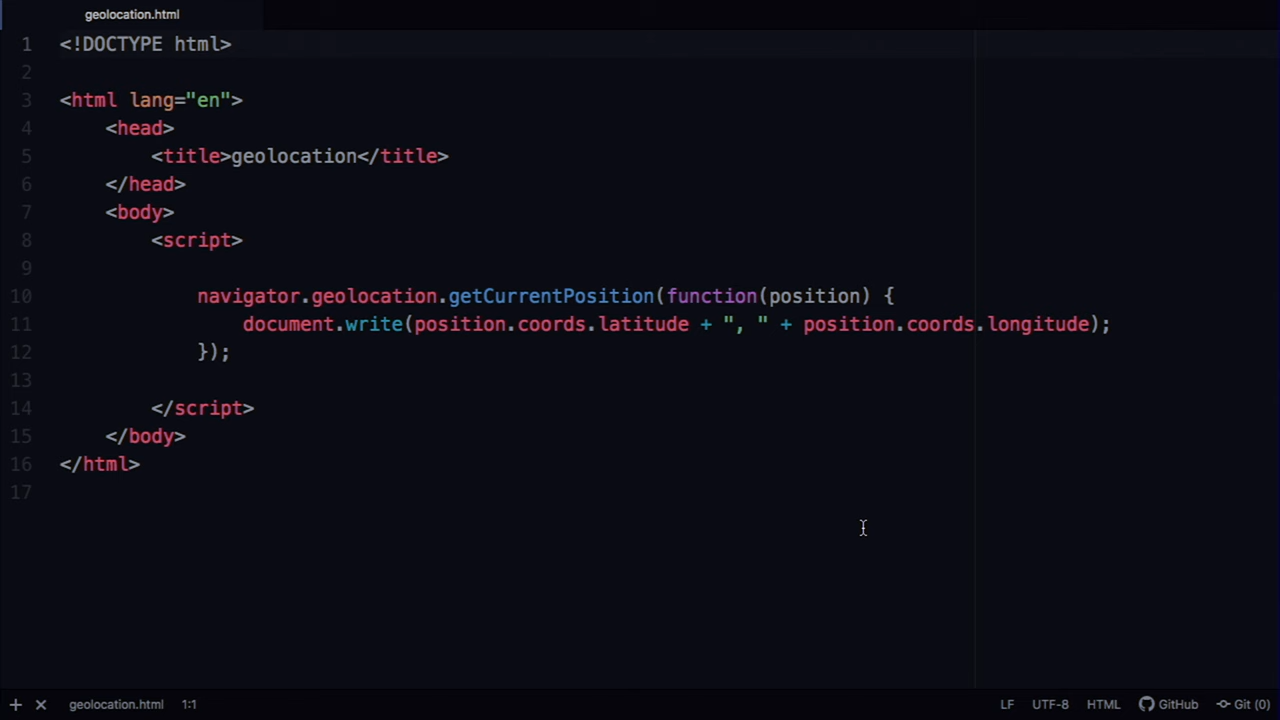 geolocation.html
1 <!DOCTYPE html>
2
3 <html lang="en">
4     <head>
5         <title>geolocation</title>
6     </head>
7     <body>
8         <script>
9
10             navigator.geolocation.getCurrentPosition(function(position) {
11                 document.write(position.coords.latitude + ", " + position.coords.longitude);
12             });
13
14         </script>
15     </body>
16 </html>
17
+ × geolocation.html 1:1 LF UTF-8 HTML GitHub Git (0)